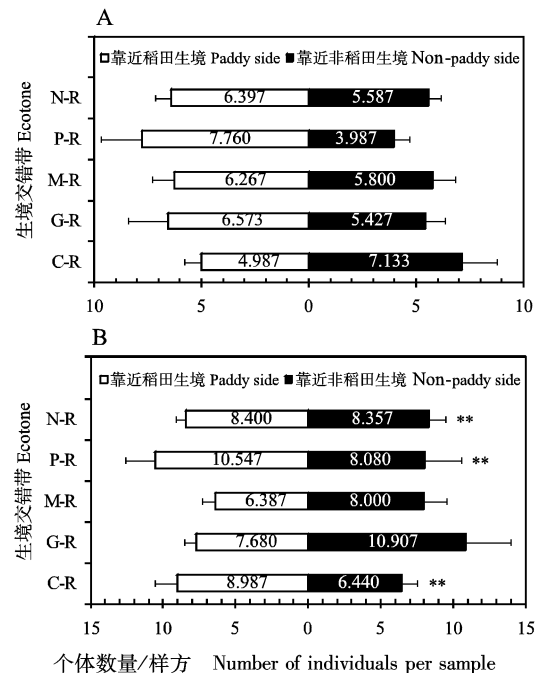 A
靠近稻田生境 Paddy side 靠近非稻田生境 Non-paddy side
生境交错带 Ecotone
N-R 6.397 5.587
P-R 7.760 3.987
M-R 6.267 5.800
G-R 6.573 5.427
C-R 4.987 7.133
10 5 0 5 10
B
靠近稻田生境 Paddy side 靠近非稻田生境 Non-paddy side
生境交错带 Ecotone
N-R 8.400 8.357 **
P-R 10.547 8.080 **
M-R 6.387 8.000
G-R 7.680 10.907
C-R 8.987 6.440 **
15 10 5 0 5 10 15
个体数量/样方 Number of individuals per sample